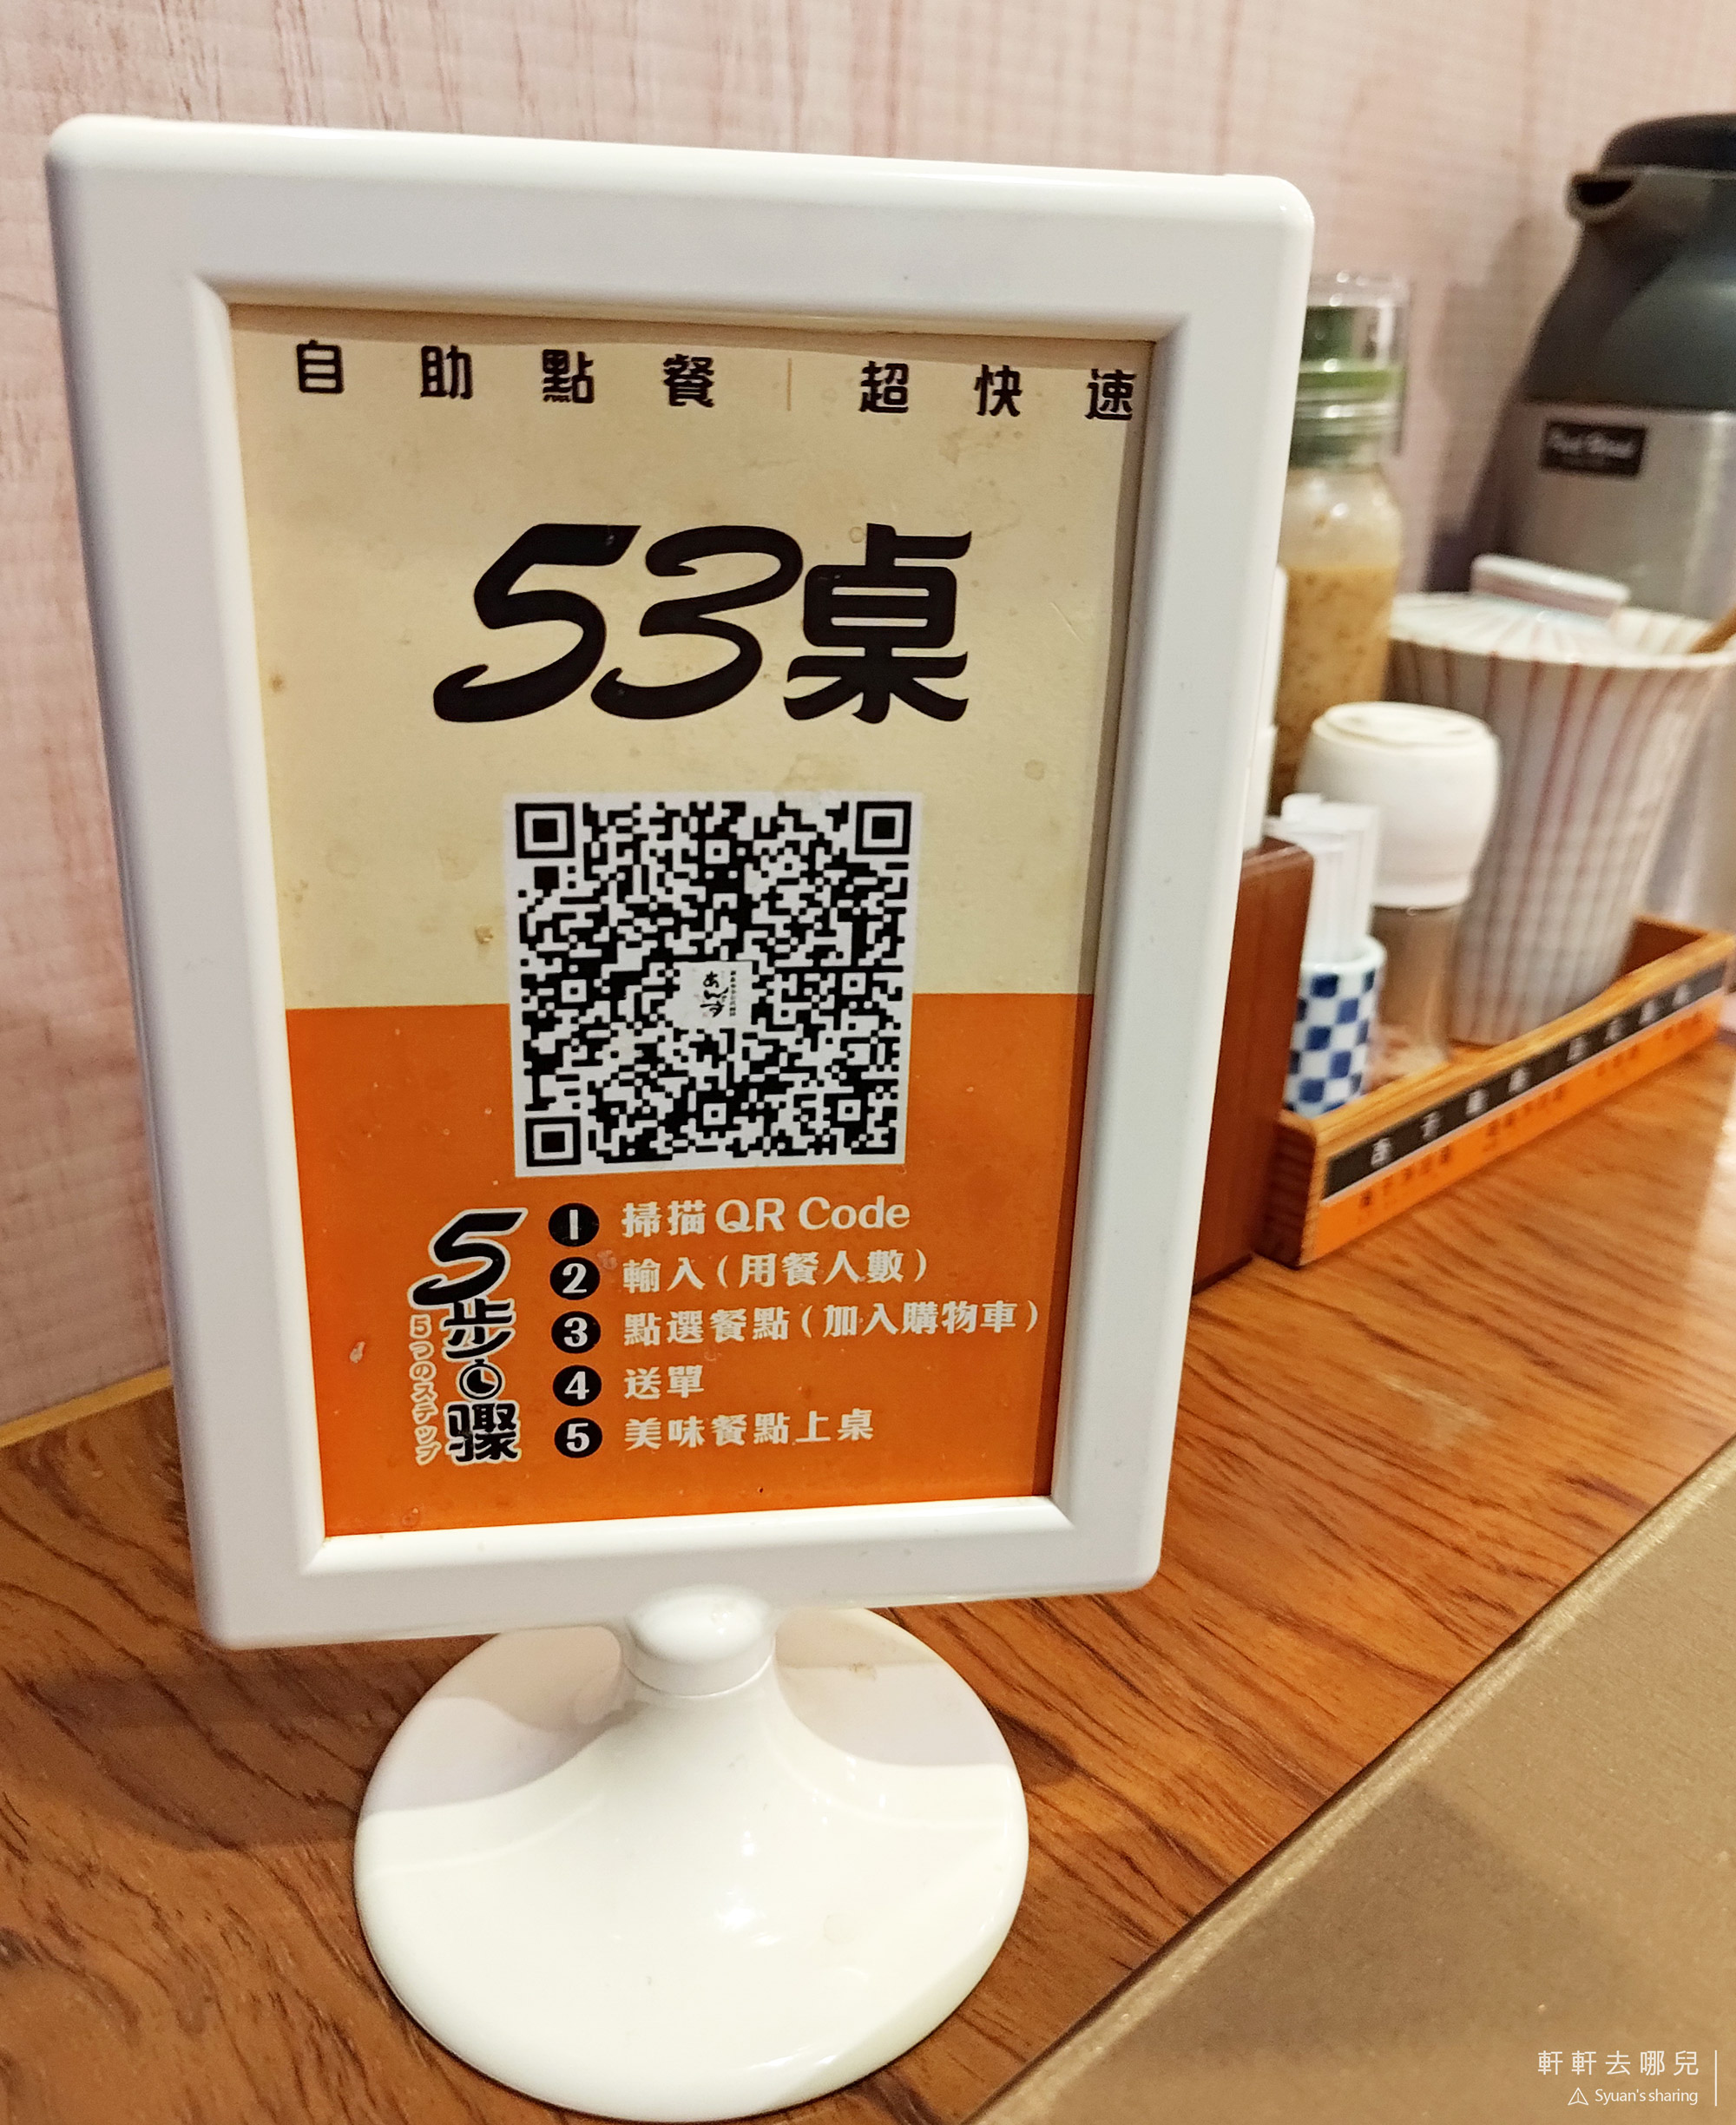 自助點餐｜超快速
53桌
あんず
5步驟
5つのステップ
1 掃描 QR Code
2 輸入（用餐人數）
3 點選餐點（加入購物車）
4 送單
5 美味餐點上桌
軒軒去哪兒
Syuan's sharing